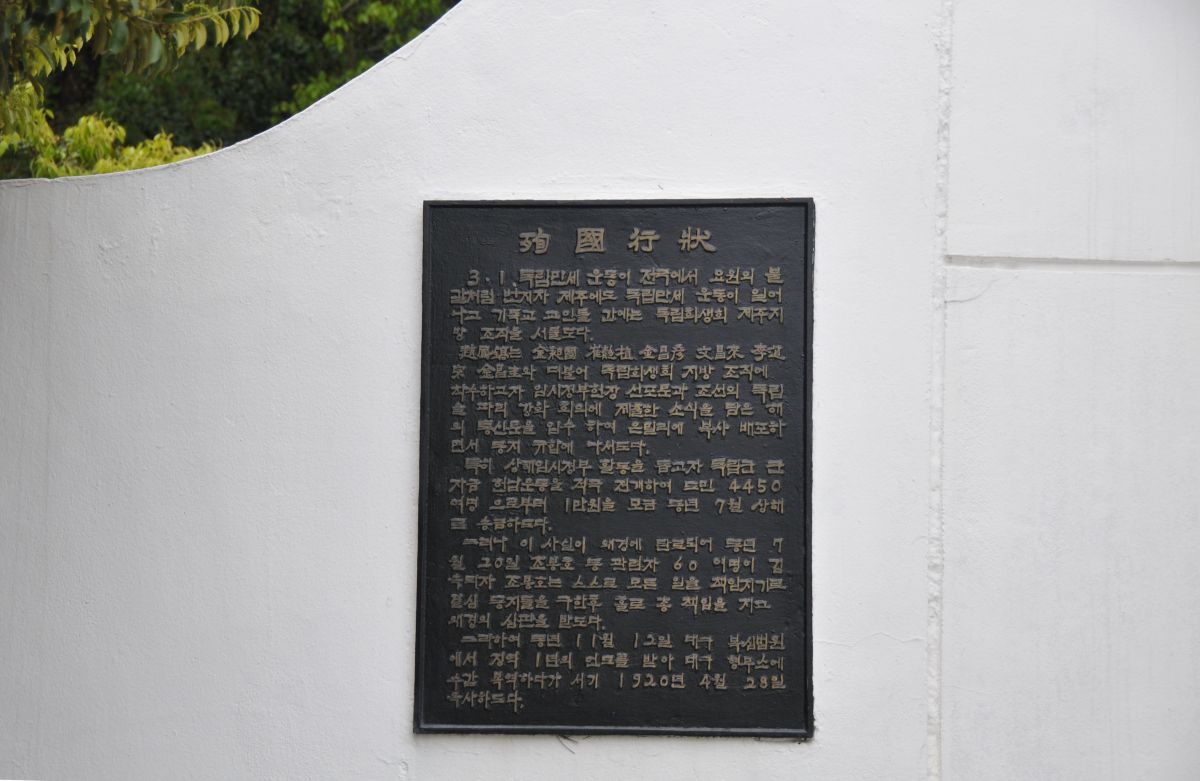 殉國行狀
3·1 독립만세 운동이 전국에서 요원의 불
길처럼 번지자 제주에도 독립만세 운동이 일어
나고 기독교 교인들 간에는 독립희생회 제주지
방 조직을 서둘도다.
趙鳳鎬는 金昶國 崔趪植 金昌彦 文昌來
金昌圭와 더불어 독립희생회 지방 조직에
착수하고자 임시정부헌장 선포문과 조선의 독립
을 파리 강화 회의에 제출한 소식을 담은 해
외 통신문을 입수 하여 은밀리에 복사 배포하
면서 동지 규합에 나서도다.
특히 상해임시정부 활동을 돕고자 독립군 군
자금 헌납운동을 적극 전개하여 도민 4450
여명 으로부터 1만원을 모금 동년 7월 상해
로 송금하도다.
그러나 이 사실이 왜경에 탄로되어 동년 7
월 20일 조봉호 등 관련자 60 여명이 검
속되자 조봉호는 스스로 모든 일을 책임지기로
결심 동지들을 구한후 홀로 총 책임을 지고
왜경의 심판을 받도다.
그리하여 동년 11월 12일 대구 복심법원
에서 징역 1년의 언도를 받아 대구 형무소에
수감 복역하다가 서기 1920년 4월 28일
옥사하도다.